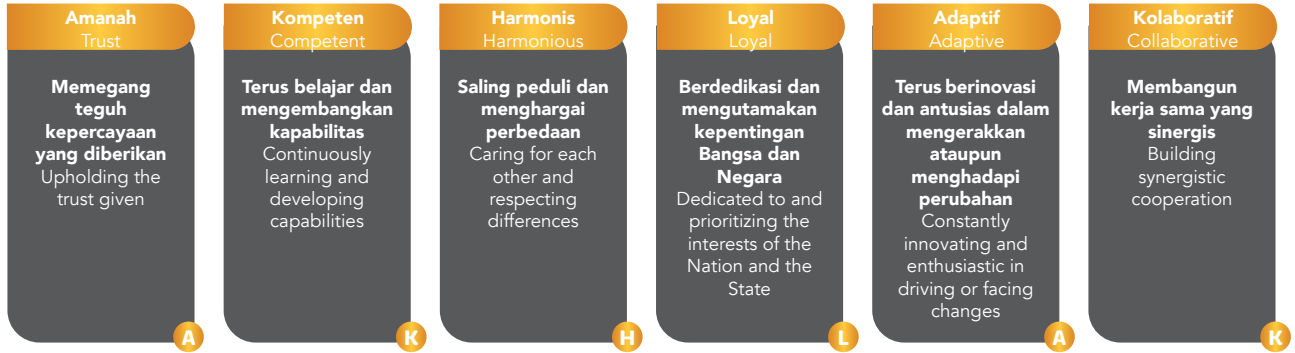 Amanah
Trust
Memegang
teguh
kepercayaan
yang diberikan
Upholding the
trust given
A
Kompeten
Competent
Terus belajar dan
mengembangkan
kapabilitas
Continuously
learning and
developing
capabilities
K
Harmonis
Harmonious
Saling peduli dan
menghargai
perbedaan
Caring for each
other and
respecting
differences
H
Loyal
Loyal
Berdedikasi dan
mengutamakan
kepentingan
Bangsa dan
Negara
Dedicated to and
prioritizing the
interests of the
Nation and the
State
L
Adaptif
Adaptive
Terus berinovasi
dan antusias dalam
mengerakkan
ataupun
menghadapi
perubahan
Constantly
innovating and
enthusiastic in
driving or facing
changes
A
Kolaboratif
Collaborative
Membangun
kerja sama yang
sinergis
Building
synergistic
cooperation
K